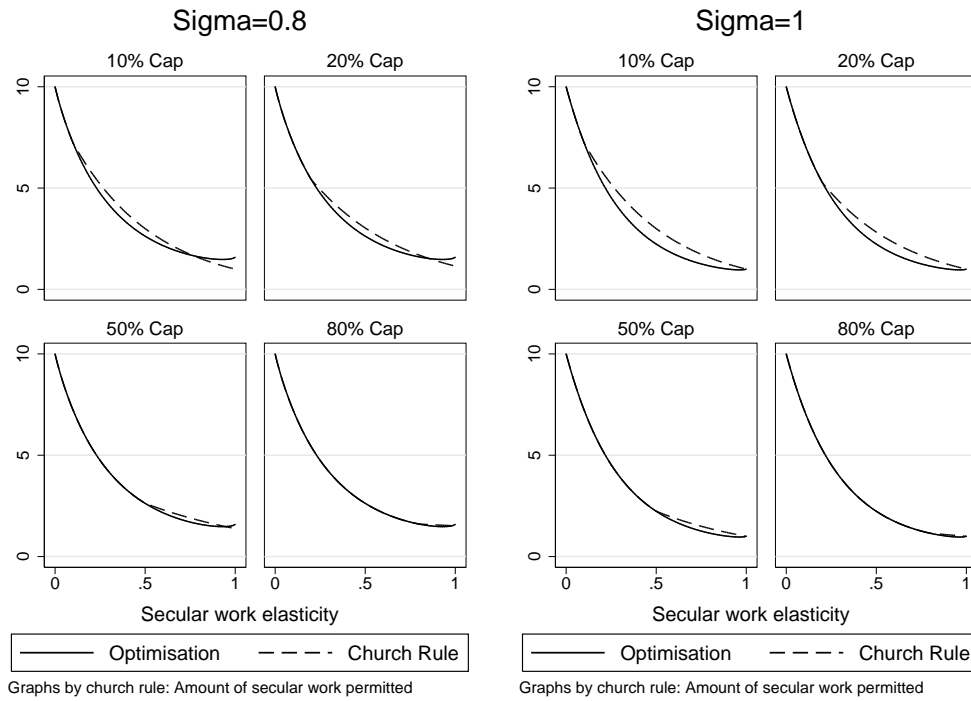 Sigma=0.8
10% Cap
20% Cap
10
5
0
50% Cap
80% Cap
10
5
0
0
.5
1
0
.5
1
Secular work elasticity
Optimisation
Church Rule
Graphs by church rule: Amount of secular work permitted
Sigma=1
10% Cap
20% Cap
10
5
0
50% Cap
80% Cap
10
5
0
0
.5
1
0
.5
1
Secular work elasticity
Optimisation
Church Rule
Graphs by church rule: Amount of secular work permitted